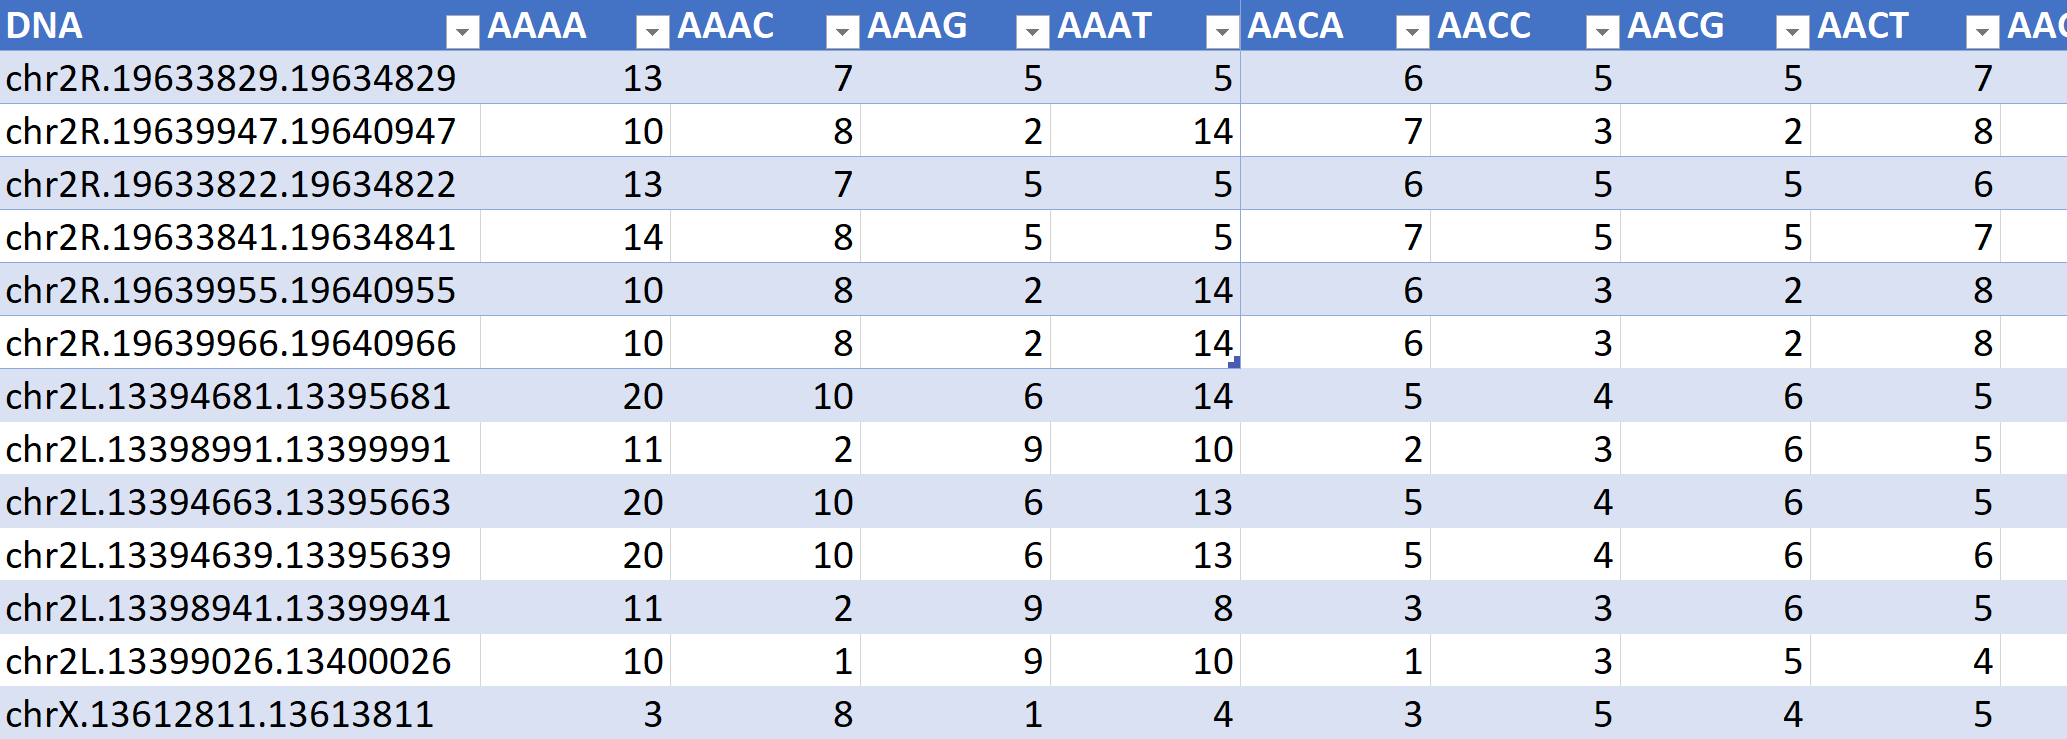 DNA AAAA AAAC AAAG AAAT AACA AACC AACG AACT
chr2R.19633829.19634829 13 7 5 5 6 5 5 7
chr2R.19639947.19640947 10 8 2 14 7 3 2 8
chr2R.19633822.19634822 13 7 5 5 6 5 5 6
chr2R.19633841.19634841 14 8 5 5 7 5 5 7
chr2R.19639955.19640955 10 8 2 14 6 3 2 8
chr2R.19639966.19640966 10 8 2 14 6 3 2 8
chr2L.13394681.13395681 20 10 6 14 5 4 6 5
chr2L.13398991.13399991 11 2 9 10 2 3 6 5
chr2L.13394663.13395663 20 10 6 13 5 4 6 5
chr2L.13394639.13395639 20 10 6 13 5 4 6 6
chr2L.13398941.13399941 11 2 9 8 3 3 6 5
chr2L.13399026.13400026 10 1 9 10 1 3 5 4
chrX.13612811.13613811 3 8 1 4 3 5 4 5